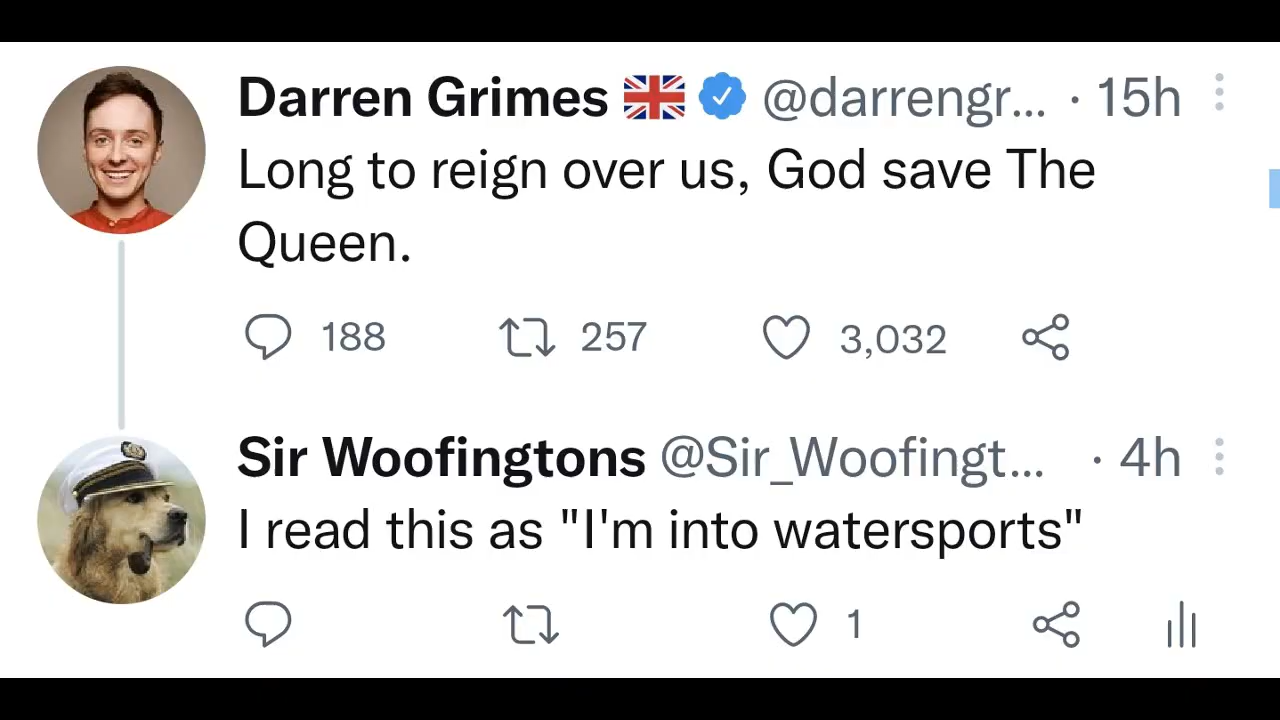 Darren Grimes 🇬🇧 @darrengr... · 15h
Long to reign over us, God save The
Queen.
188 257 3,032
Sir Woofingtons @Sir_Woofingt... · 4h
I read this as "I'm into watersports"
1